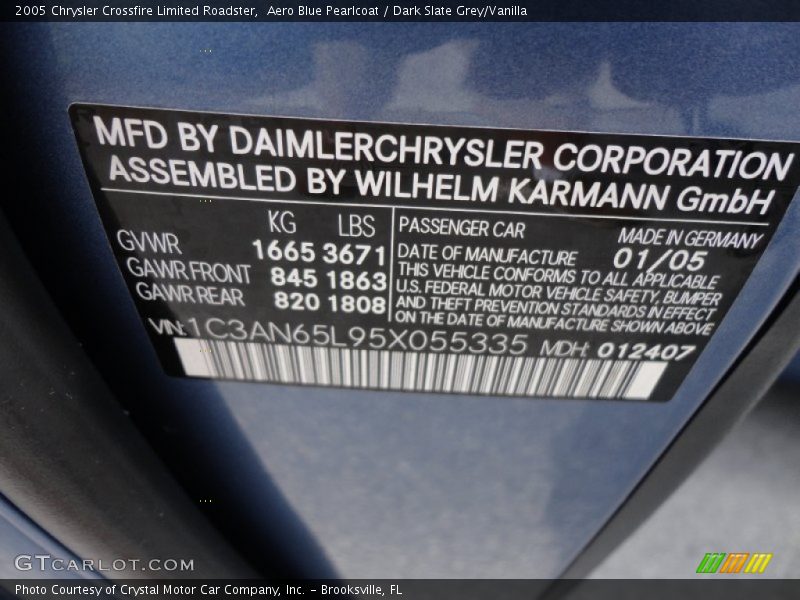 2005 Chrysler Crossfire Limited Roadster,  Aero Blue Pearlcoat / Dark Slate Grey/Vanilla
MFD BY DAIMLERCHRYSLER CORPORATION
ASSEMBLED BY WILHELM KARMANN GmbH
KG LBS
GVWR 1665 3671
GAWR FRONT 845 1863
GAWR REAR 820 1808
PASSENGER CAR MADE IN GERMANY
DATE OF MANUFACTURE 01/05
THIS VEHICLE CONFORMS TO ALL APPLICABLE
U.S. FEDERAL MOTOR VEHICLE SAFETY, BUMPER
AND THEFT PREVENTION STANDARDS IN EFFECT
ON THE DATE OF MANUFACTURE SHOWN ABOVE
VIN: 1C3AN65L95X055335 MDH: 012407
GTCARLOT.COM
Photo Courtesy of Crystal Motor Car Company, Inc. – Brooksville, FL